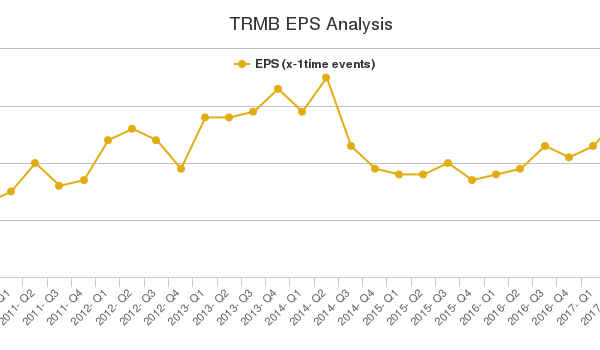 TRMB EPS Analysis
EPS (x-1time events)
Q1
2011- Q2
2011- Q3
2011- Q4
2012- Q1
2012- Q2
2012- Q3
2012- Q4
2013- Q1
2013- Q2
2013- Q3
2013- Q4
2014- Q1
2014- Q2
2014- Q3
2014- Q4
2015- Q1
2015- Q2
2015- Q3
2015- Q4
2016- Q1
2016- Q2
2016- Q3
2016- Q4
2017- Q1
2017